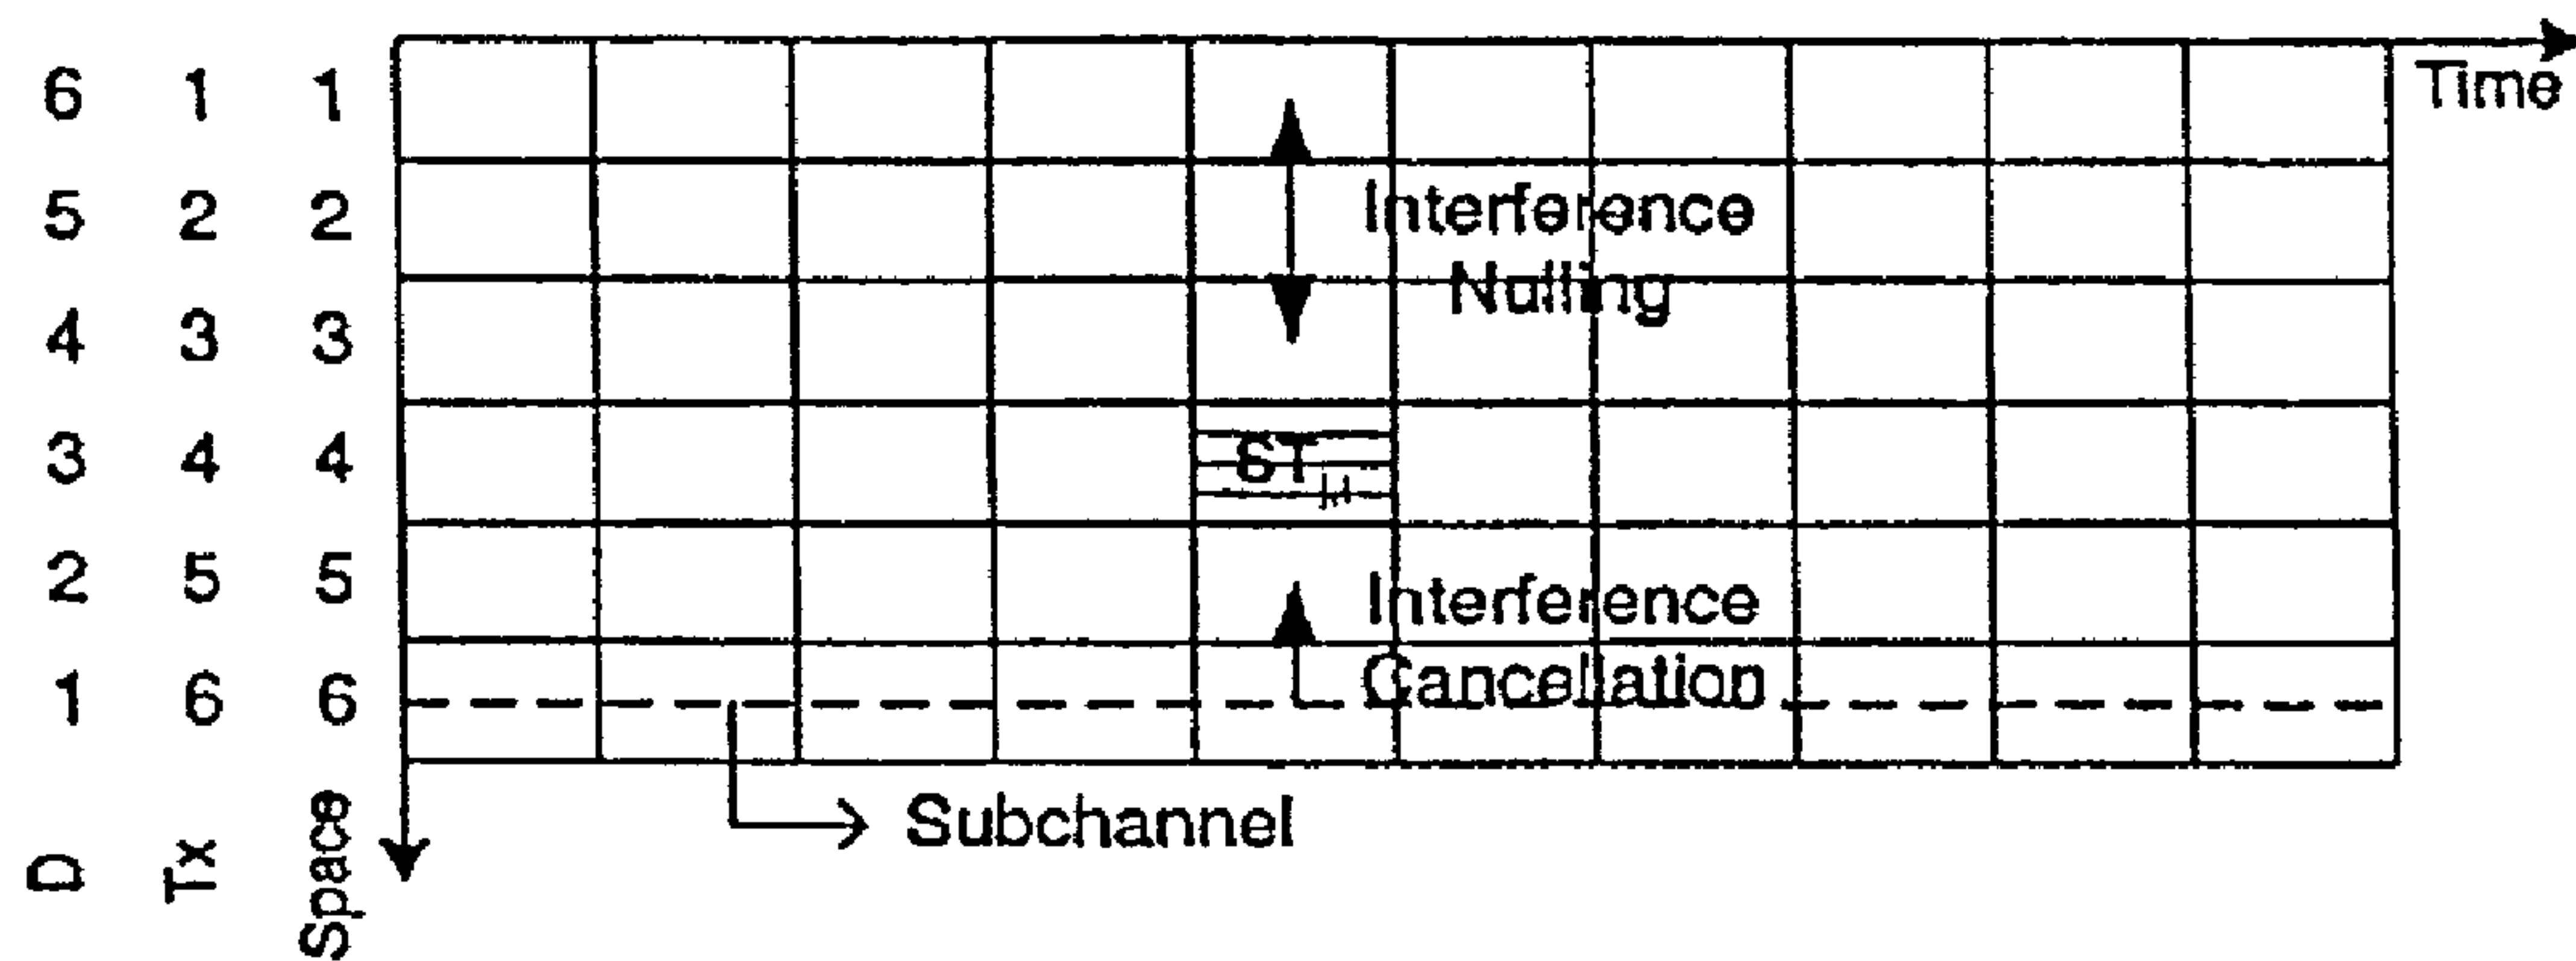 Time
6 1 1
5 2 2 Interference
Nulling
4 3 3
3 4 4 ST
2 5 5 Interference
Cancellation
1 6 6
Subchannel
D Tx Space